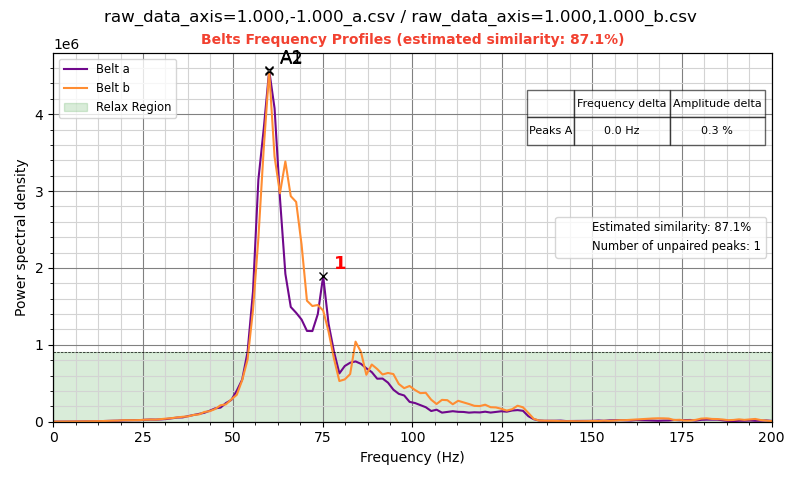 raw_data_axis=1.000,-1.000_a.csv / raw_data_axis=1.000,1.000_b.csv
Belts Frequency Profiles (estimated similarity: 87.1%)
1e6
Belt a
Belt b
Relax Region
Frequency delta Amplitude delta
Peaks A 0.0 Hz 0.3 %
Estimated similarity: 87.1%
Number of unpaired peaks: 1
1
Power spectral density
4
3
2
1
0
0 25 50 75 100 125 150 175 200
Frequency (Hz)